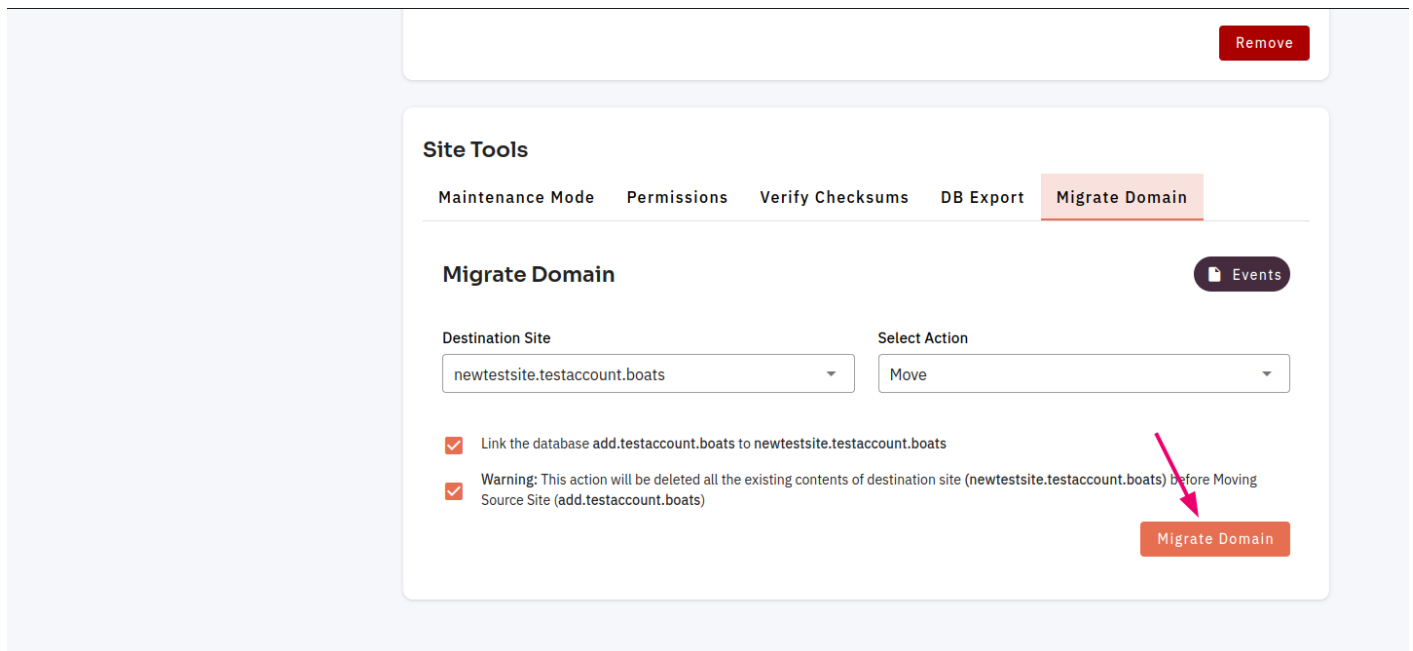 Remove
Site Tools
Maintenance Mode Permissions Verify Checksums DB Export Migrate Domain
Migrate Domain
Events
Destination Site Select Action
newtestsite.testaccount.boats Move
Link the database add.testaccount.boats to newtestsite.testaccount.boats
Warning: This action will be deleted all the existing contents of destination site (newtestsite.testaccount.boats) before Moving
Source Site (add.testaccount.boats)
Migrate Domain